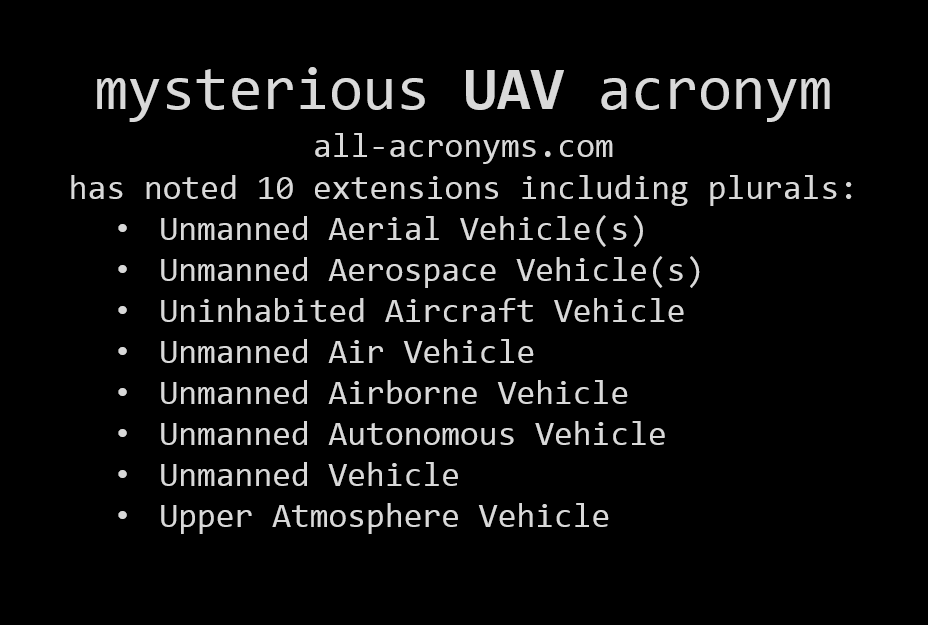 mysterious UAV acronym
all-acronyms.com
has noted 10 extensions including plurals:
• Unmanned Aerial Vehicle(s)
• Unmanned Aerospace Vehicle(s)
• Uninhabited Aircraft Vehicle
• Unmanned Air Vehicle
• Unmanned Airborne Vehicle
• Unmanned Autonomous Vehicle
• Unmanned Vehicle
• Upper Atmosphere Vehicle